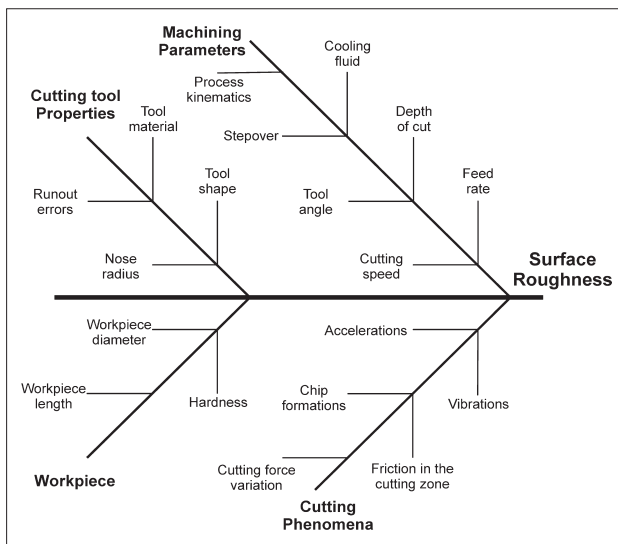 Machining
Parameters
Cooling
fluid
Process
kinematics
Cutting tool
Properties
Tool
material
Stepover
Depth
of cut
Runout
errors
Tool
shape
Tool
angle
Feed
rate
Nose
radius
Cutting
speed
Surface
Roughness
Workpiece
diameter
Accelerations
Workpiece
length
Hardness
Chip
formations
Vibrations
Workpiece
Cutting force
variation
Friction in the
cutting zone
Cutting
Phenomena